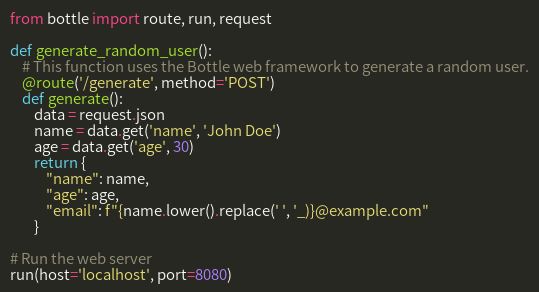 from bottle import route, run, request

def generate_random_user():
    # This function uses the Bottle web framework to generate a random user.
    @route('/generate', method='POST')
    def generate():
        data = request.json
        name = data.get('name', 'John Doe')
        age = data.get('age', 30)
        return {
            "name": name,
            "age": age,
            "email": f"{name.lower().replace(' ', '_)}@example.com"
        }

# Run the web server
run(host='localhost', port=8080)